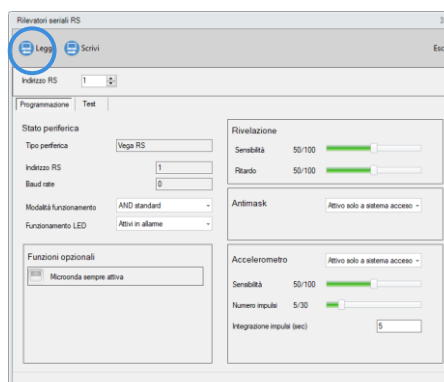 Rilevatori seriali RS
Leggi Scrivi
Indirizzo RS 1
Programmazione Test
Stato periferica
Tipo periferica Vega RS
Indirizzo RS 1
Baud rate 0
Modalità funzionamento AND standard
Funzionamento LED Attivi in allarme
Funzioni opzionali
Microonda sempre attiva
Rivelazione
Sensibilità 50/100
Ritardo 50/100
Antimask Attivo solo a sistema acceso
Accelerometro Attivo solo a sistema acceso
Sensibilità 50/100
Numero impulsi 5/30
Integrazione impulsi (sec) 5